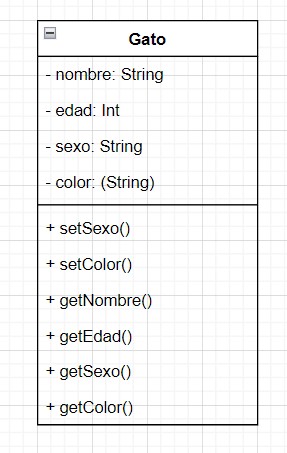 Gato
- nombre: String
- edad: Int
- sexo: String
- color: (String)
+ setSexo()
+ setColor()
+ getNombre()
+ getEdad()
+ getSexo()
+ getColor()